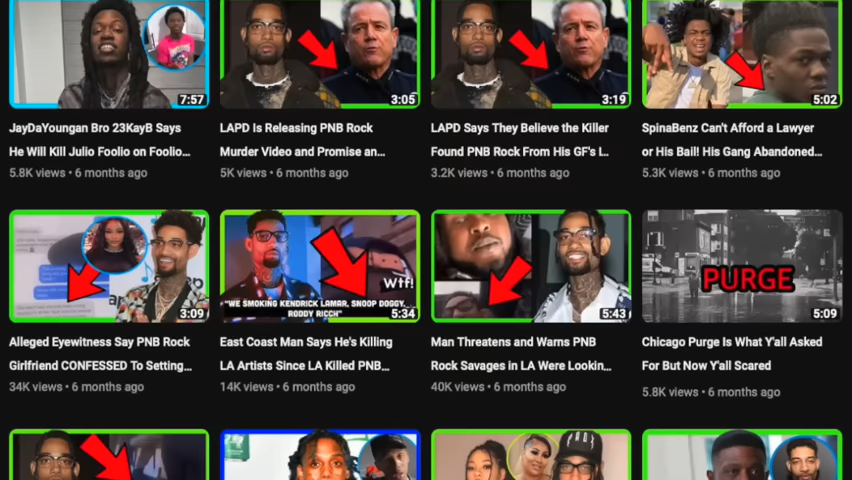 7:57
3:05
3:19
5:02
JayDaYoungan Bro 23KayB Says
He Will Kill Julio Foolio on Foolio...
5.8K views • 6 months ago
LAPD Is Releasing PNB Rock
Murder Video and Promise an...
5K views • 6 months ago
LAPD Says They Believe the Killer
Found PNB Rock From His GF's I...
3.2K views • 6 months ago
SpinaBenz Can't Afford a Lawyer
or His Bail! His Gang Abandoned...
5.3K views • 6 months ago
3:09
Wtf!
"WE SMOKING KENDRICK LAMAR, SNOOP DOGGY,
RODDY RICCH"
5:34
5:43
PURGE
5:09
Alleged Eyewitness Say PNB Rock
Girlfriend CONFESSED To Setting...
34K views • 6 months ago
East Coast Man Says He's Killing
LA Artists Since LA Killed PNB...
14K views • 6 months ago
Man Threatens and Warns PNB
Rock Savages in LA Were Lookin...
40K views • 6 months ago
Chicago Purge Is What Y'all Asked
For But Now Y'all Scared
5.8K views • 6 months ago